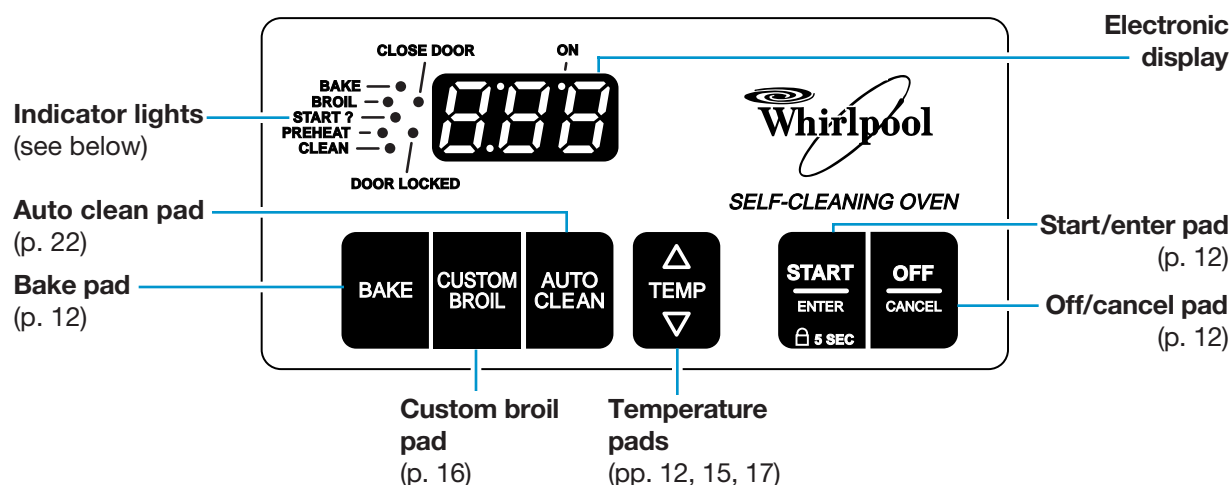 Electronic
display
CLOSE DOOR
ON
BAKE
BROIL
START ?
PREHEAT
CLEAN
DOOR LOCKED
8.8.8
Indicator lights
(see below)
Whirlpool
SELF-CLEANING OVEN
Auto clean pad
(p. 22)
Bake pad
(p. 12)
BAKE
CUSTOM
BROIL
AUTO
CLEAN
TEMP
START
ENTER
5 SEC
OFF
CANCEL
Start/enter pad
(p. 12)
Off/cancel pad
(p. 12)
Custom broil
pad
(p. 16)
Temperature
pads
(pp. 12, 15, 17)